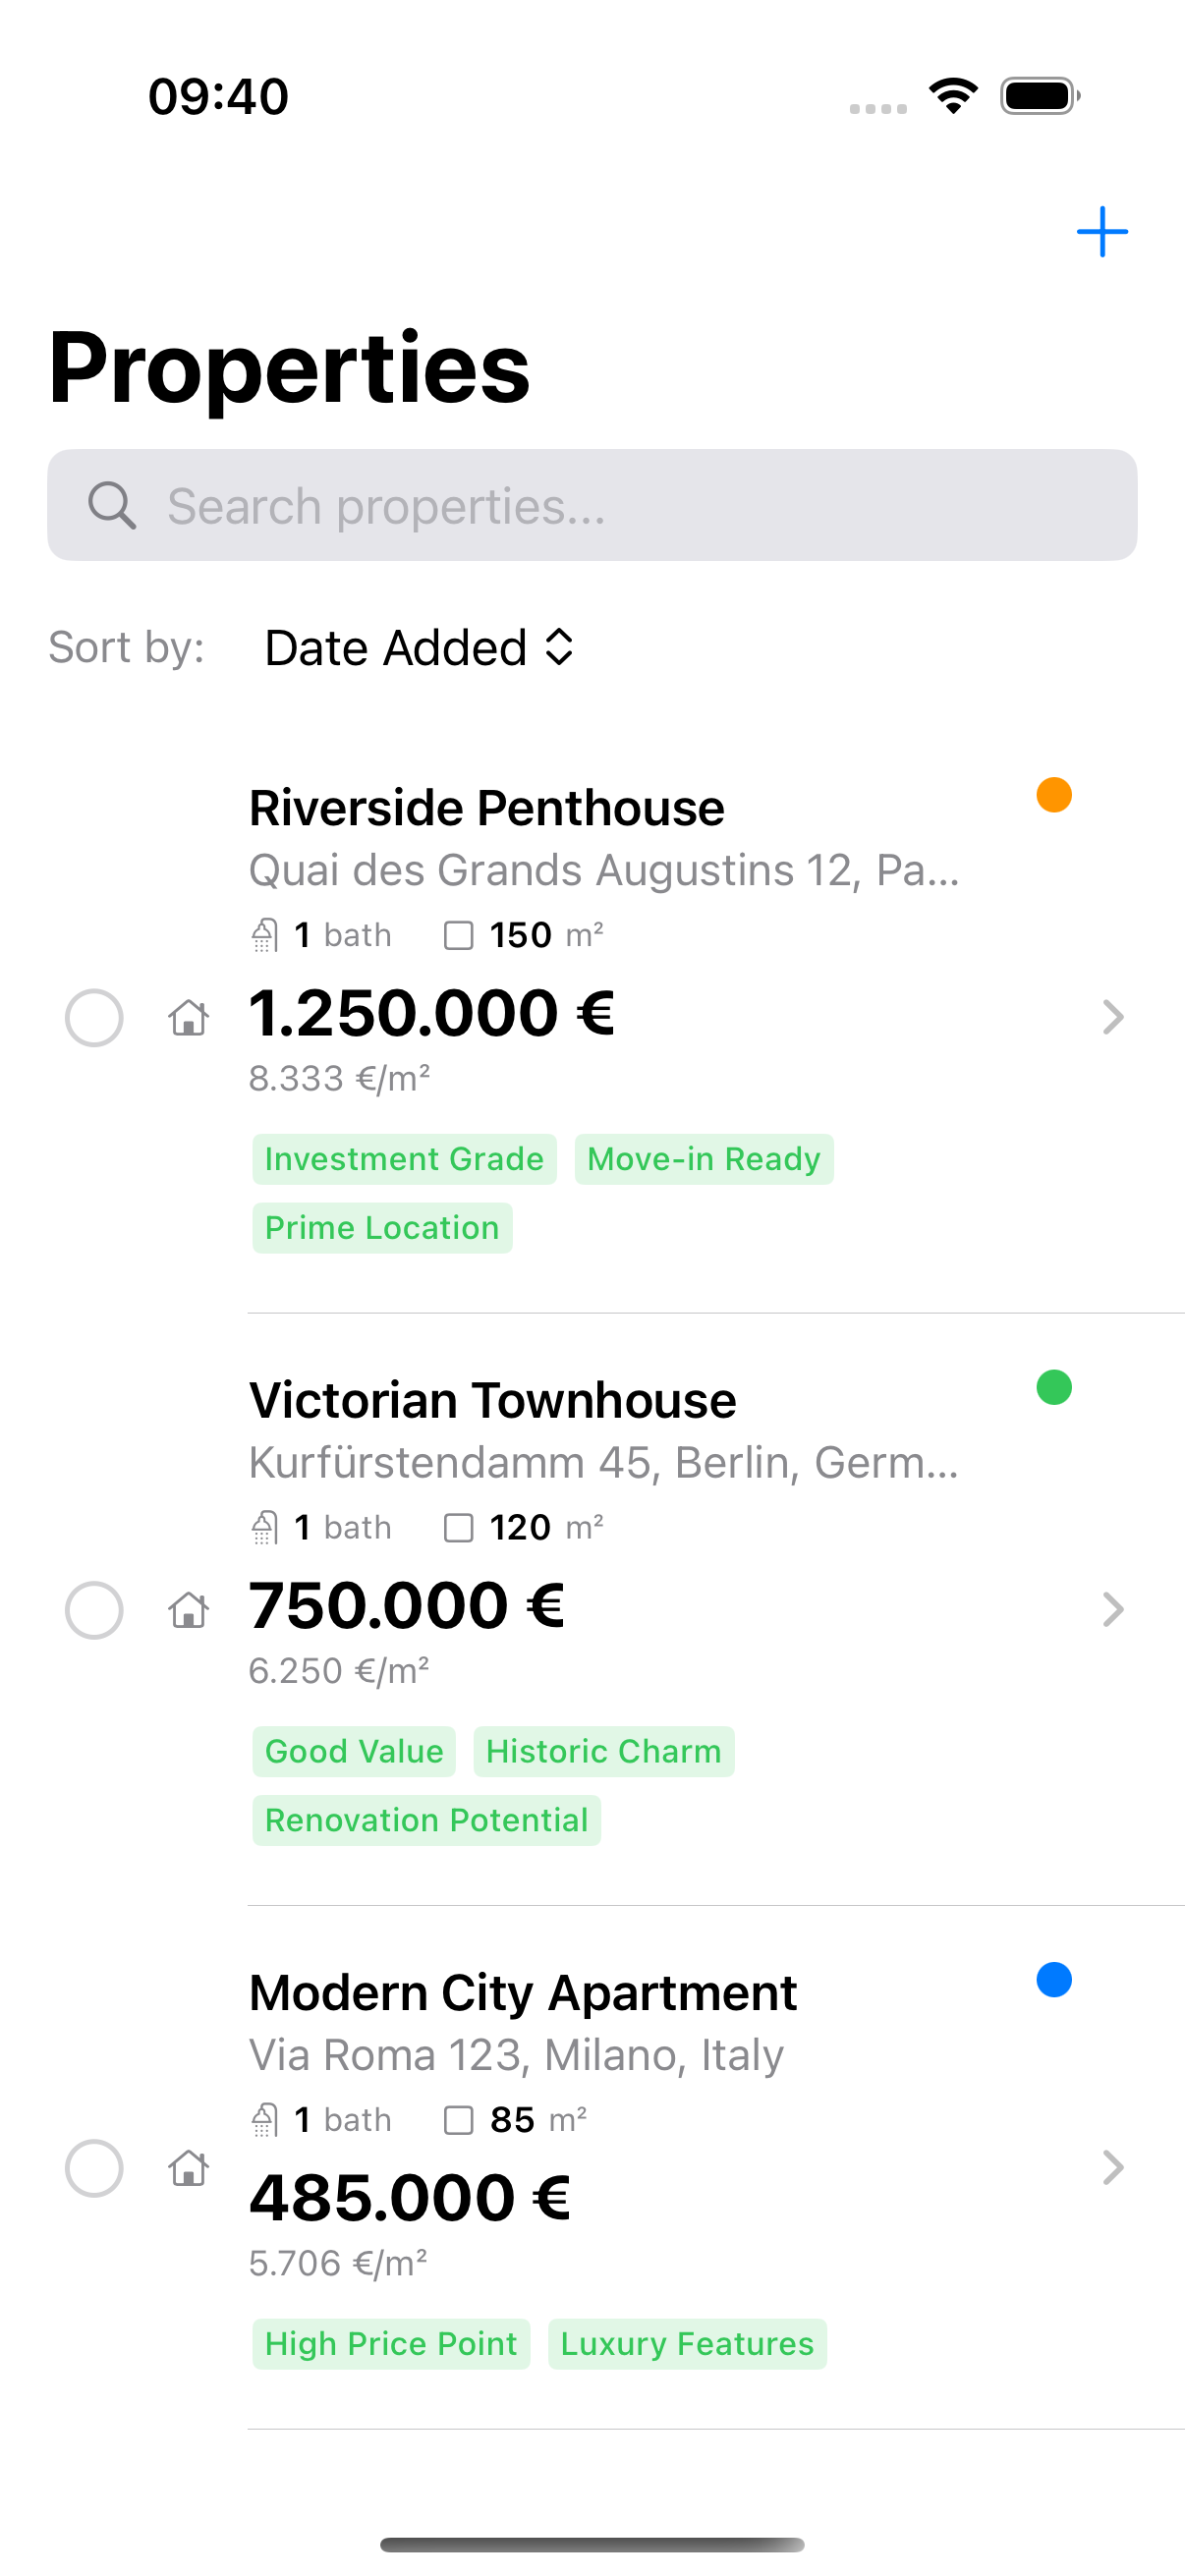 09:40
Properties
Search properties...
Sort by: Date Added
Riverside Penthouse
Quai des Grands Augustins 12, Pa...
1 bath 150 m²
1.250.000 €
8.333 €/m²
Investment Grade Move-in Ready
Prime Location
Victorian Townhouse
Kurfürstendamm 45, Berlin, Germ...
1 bath 120 m²
750.000 €
6.250 €/m²
Good Value Historic Charm
Renovation Potential
Modern City Apartment
Via Roma 123, Milano, Italy
1 bath 85 m²
485.000 €
5.706 €/m²
High Price Point Luxury Features